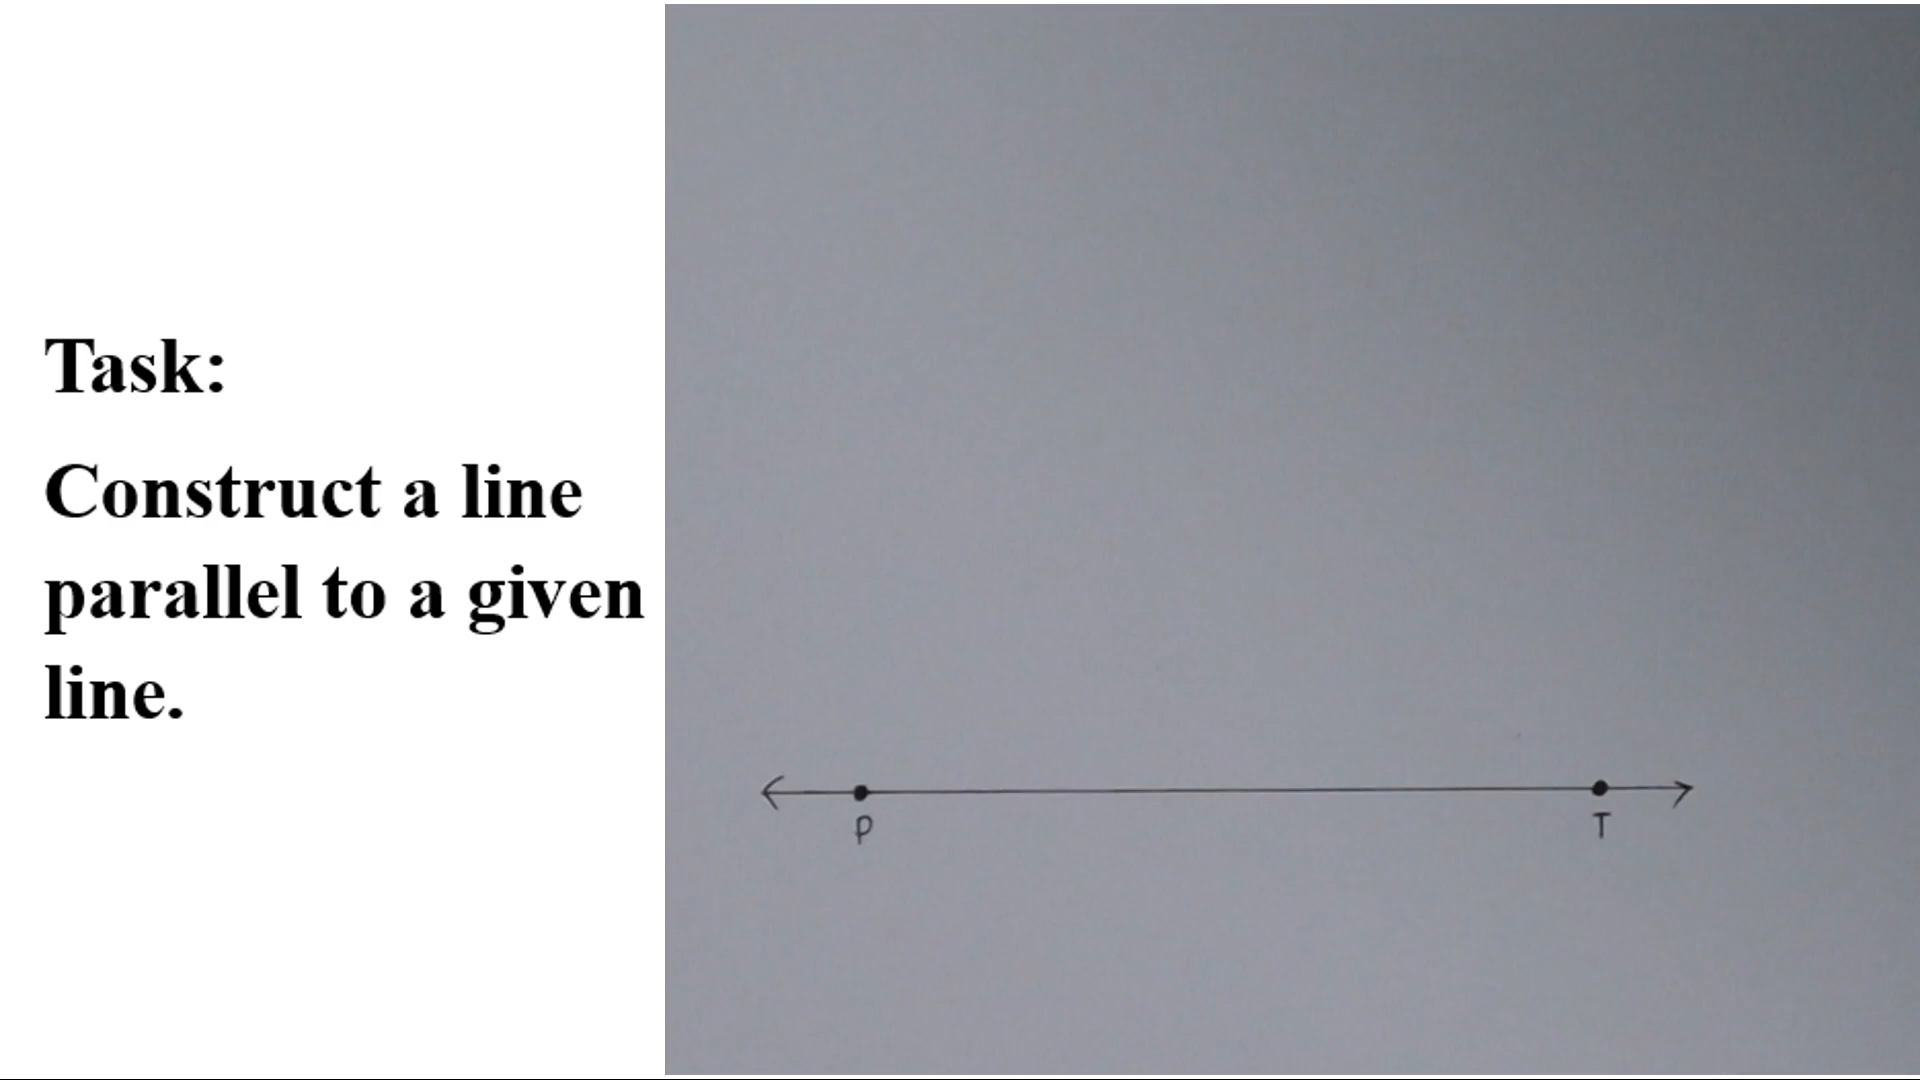 Task:
Construct a line
parallel to a given
line.
P
T